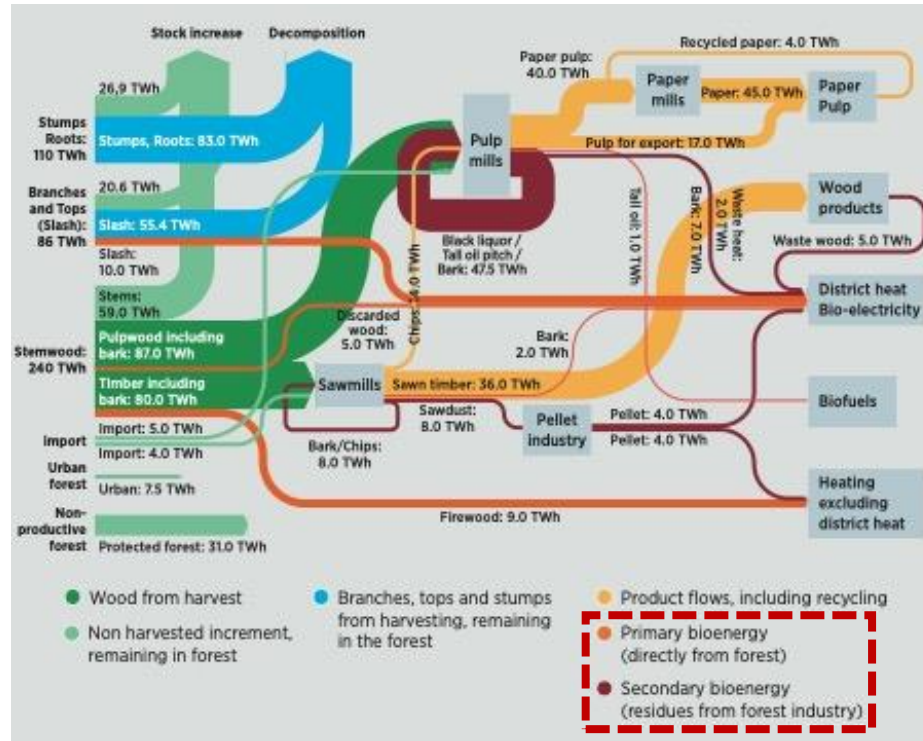 Stock increase
Decomposition
Recycled paper: 4.0 TWh
Paper pulp:
40.0 TWh
26,9 TWh
Paper
mills
Paper: 45.0 TWh
Paper
Pulp
Stumps
Roots:
110 TWh
Stumps, Roots: 83.0 TWh
Pulp
mills
Pulp for export: 17.0 TWh
20.6 TWh
Branches
and Tops
(Slash):
86 TWh
Slash: 55.4 TWh
Tall oil: 1.0 TWh
Bark: 7.0 TWh
Waste heat:
2.0 TWh
Wood
products
Slash:
10.0 TWh
Black liquor /
Tall oil pitch /
Bark: 47.5 TWh
Waste wood: 5.0 TWh
Stems:
59.0 TWh
Discarded
wood:
5.0 TWh
Chips: 14.0 TWh
District heat
Bio-electricity
Stemwood:
240 TWh
Pulpwood including
bark: 87.0 TWh
Bark:
2.0 TWh
Timber including
bark: 80.0 TWh
Sawmills
Sawn timber: 36.0 TWh
Biofuels
Sawdust:
8.0 TWh
Pellet
industry
Pellet: 4.0 TWh
Pellet: 4.0 TWh
Import
Import: 5.0 TWh
Import: 4.0 TWh
Bark/Chips:
8.0 TWh
Urban
forest
Urban: 7.5 TWh
Heating
excluding
district heat
Non-
productive
forest
Protected forest: 31.0 TWh
Firewood: 9.0 TWh
Wood from harvest
Non harvested increment,
remaining in forest
Branches, tops and stumps
from harvesting, remaining
in the forest
Product flows, including recycling
Primary bioenergy
(directly from forest)
Secondary bioenergy
(residues from forest industry)